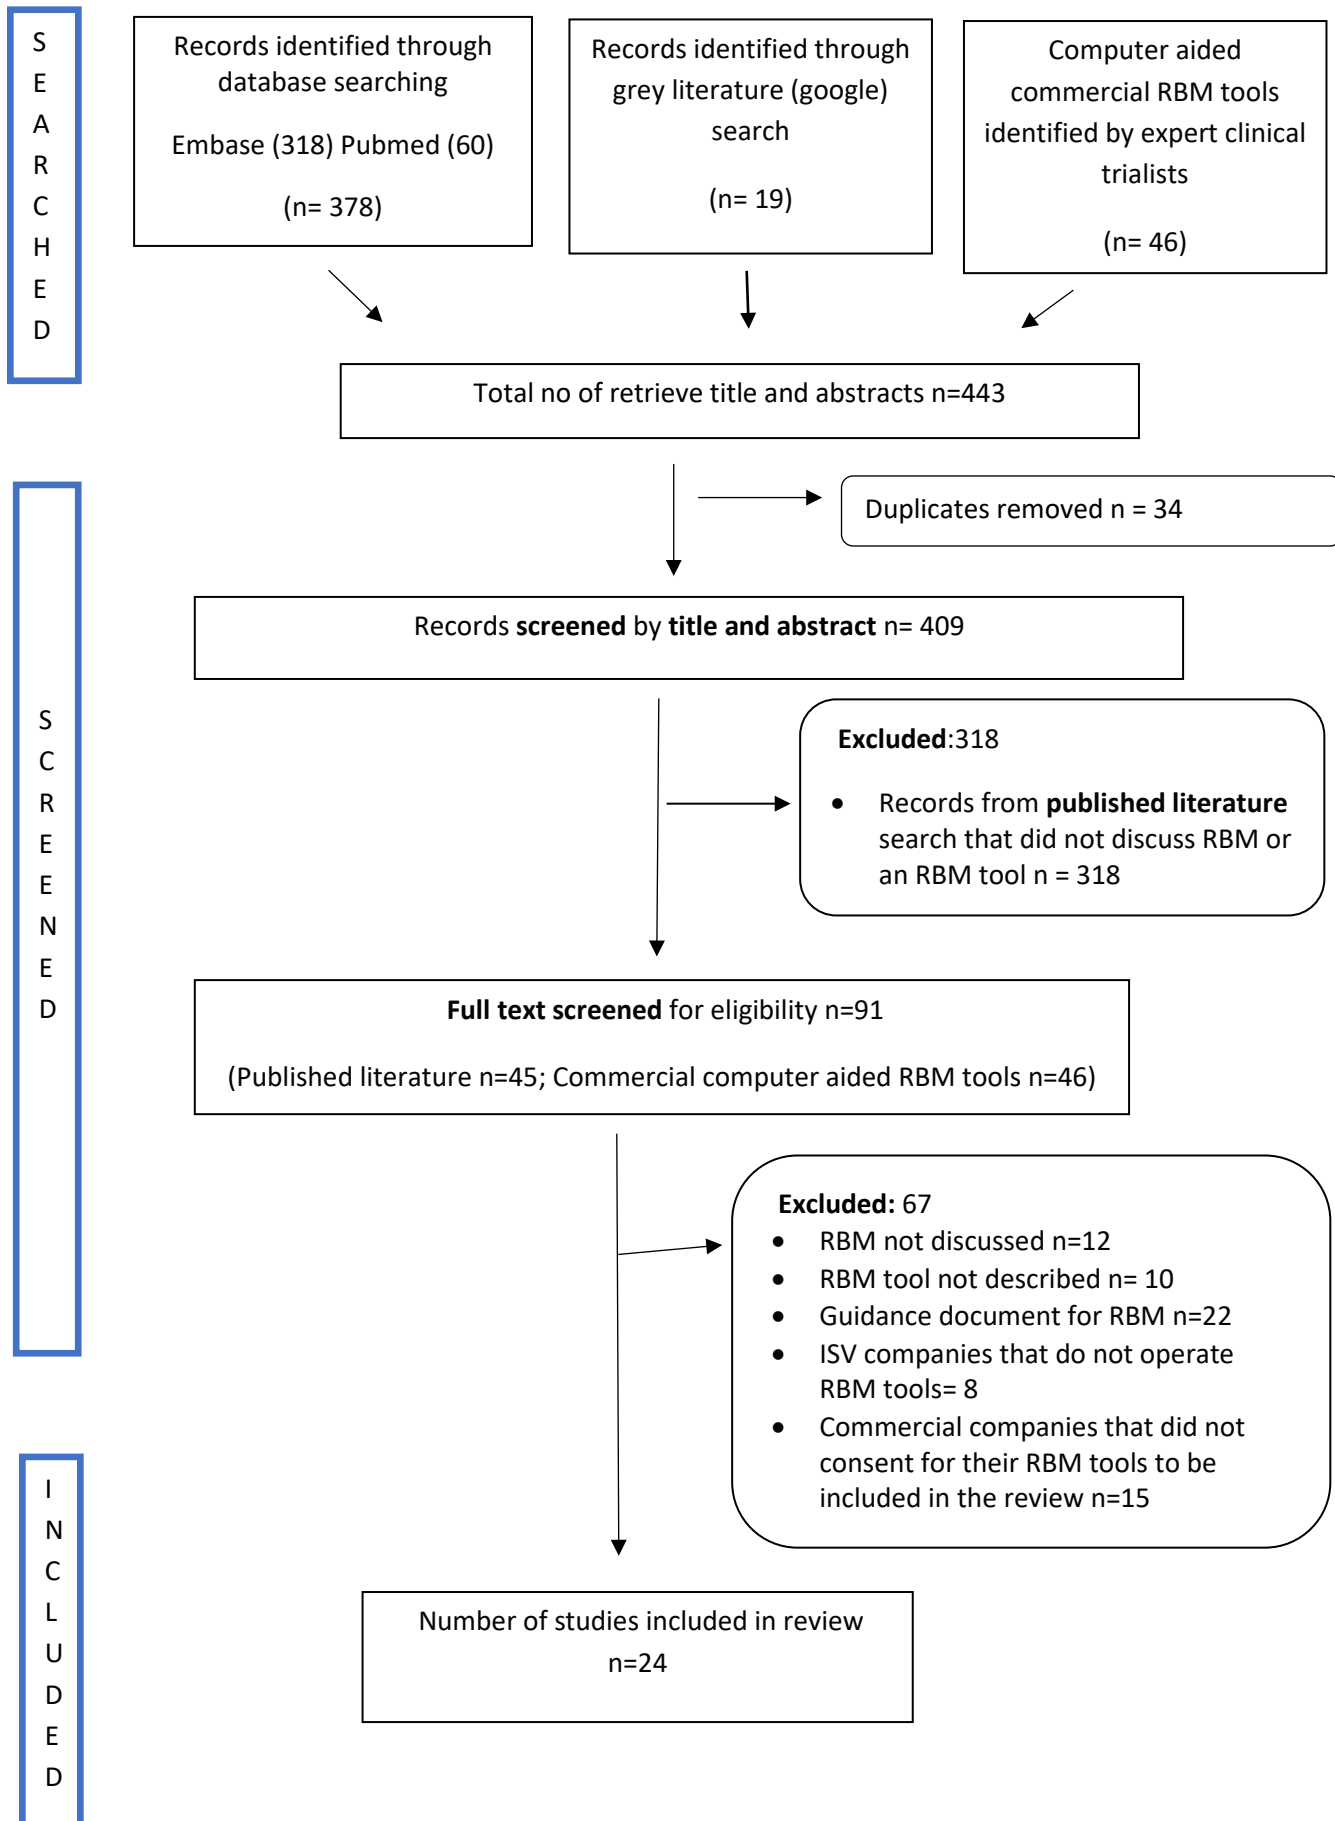 S
E
A
R
C
H
E
D
Records identified through
database searching
Embase (318) Pubmed (60)
(n= 378)
Records identified through
grey literature (google)
search
(n= 19)
Computer aided
commercial RBM tools
identified by expert clinical
trialists
(n= 46)
Total no of retrieve title and abstracts n=443
Duplicates removed n = 34
S
C
R
E
E
N
E
D
Records screened by title and abstract n= 409
Excluded:318
• Records from published literature
search that did not discuss RBM or
an RBM tool n = 318
Full text screened for eligibility n=91
(Published literature n=45; Commercial computer aided RBM tools n=46)
Excluded: 67
• RBM not discussed n=12
• RBM tool not described n= 10
• Guidance document for RBM n=22
• ISV companies that do not operate
RBM tools= 8
• Commercial companies that did not
consent for their RBM tools to be
included in the review n=15
I
N
C
L
U
D
E
D
Number of studies included in review
n=24